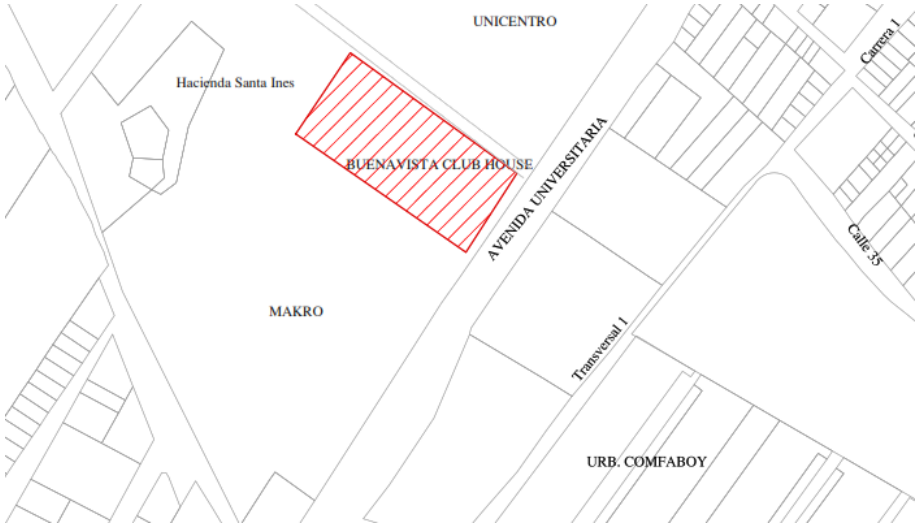 UNICENTRO
Carrera 1
Hacienda Santa Ines
BUENAVISTA CLUB HOUSE
AVENIDA UNIVERSITARIA
Calle 35
MAKRO
Transversal 1
URB. COMFABOY